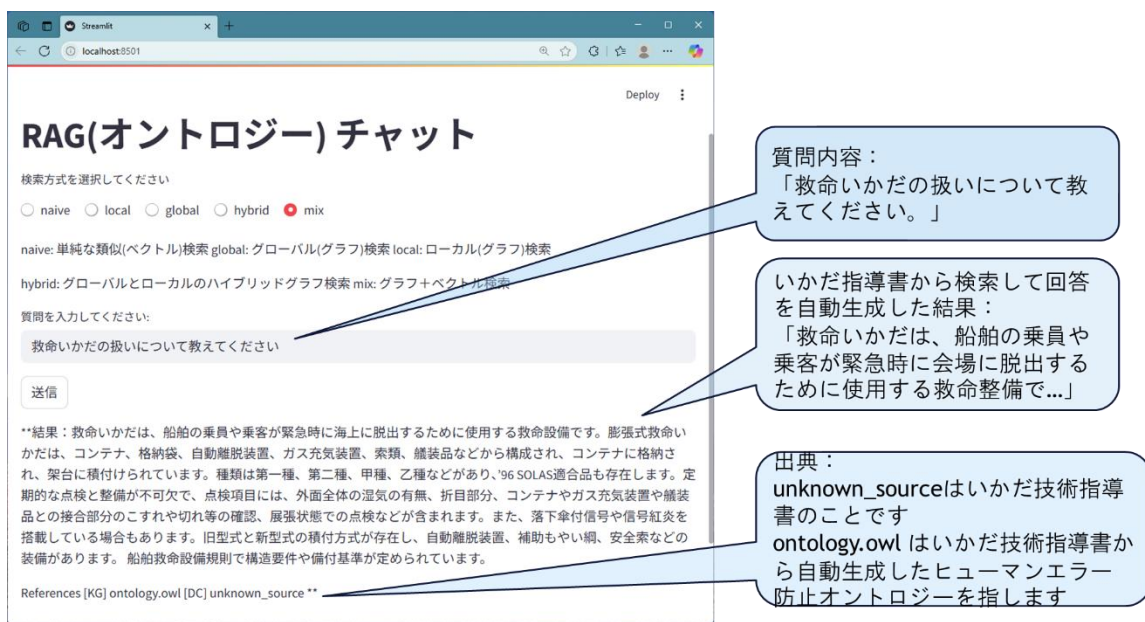 Streamlit
localhost:8501
Deploy
RAG(オントロジー) チャット
検索方式を選択してください
naive local global hybrid mix
naive: 単純な類似(ベクトル)検索 global: グローバル(グラフ)検索 local: ローカル(グラフ)検索
hybrid: グローバルとローカルのハイブリッドグラフ検索 mix: グラフ+ベクトル検索
質問を入力してください:
救命いかだの扱いについて教えてください
送信
**結果:救命いかだは、船舶の乗員や乗客が緊急時に海上に脱出するために使用する救命設備です。膨張式救命い
かだは、コンテナ、格納袋、自動離脱装置、ガス充気装置、索類、艤装品などから構成され、コンテナに格納さ
れ、架台に積付けられています。種類は第一種、第二種、甲種、乙種などがあり、'96 SOLAS適合品も存在します。定
期的な点検と整備が不可欠で、点検項目には、外面全体の湿気の有無、折目部分、コンテナやガス充気装置や艤装
品との接合部分のこすれや切れ等の確認、展張状態での点検などが含まれます。また、落下傘付信号や信号紅炎を
搭載している場合もあります。旧型式と新型式の積付方式が存在し、自動離脱装置、補助もやい綱、安全索などの
装備があります。 船舶救命設備規則で構造要件や備付基準が定められています。
References [KG] ontology.owl [DC] unknown_source **
質問内容:
「救命いかだの扱いについて教
えてください。」
いかだ指導書から検索して回答
を自動生成した結果:
「救命いかだは、船舶の乗員や
乗客が緊急時に会場に脱出する
ために使用する救命整備で...」
出典:
unknown_sourceはいかだ技術指導
書のことです
ontology.owl はいかだ技術指導書か
ら自動生成したヒューマンエラー
防止オントロジーを指します